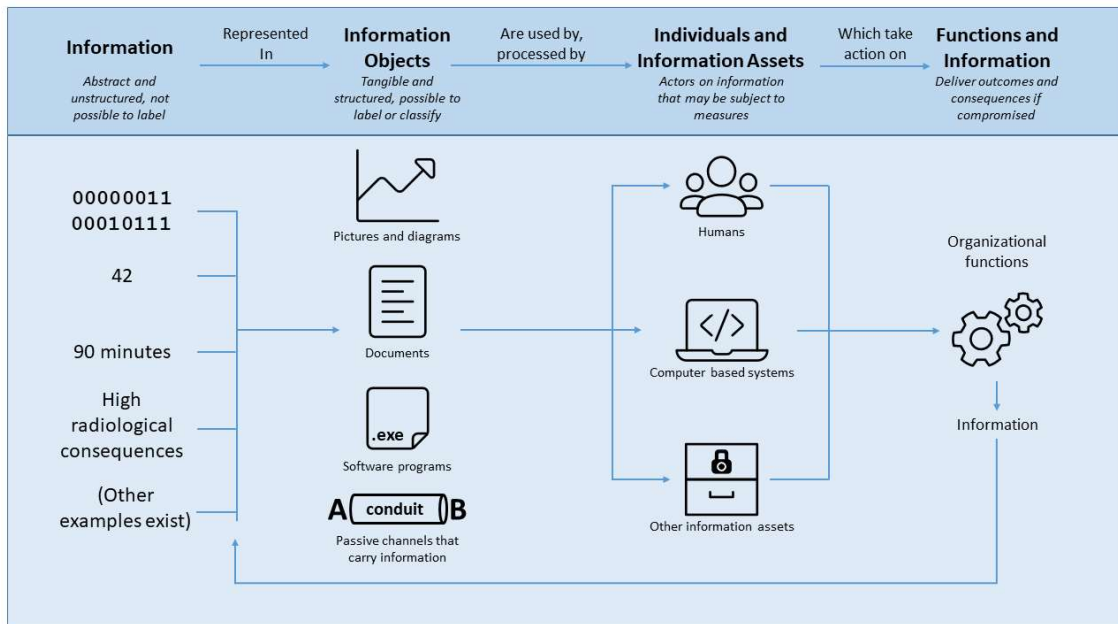 Information
Abstract and
unstructured, not
possible to label
Represented
In
Information
Objects
Tangible and
structured, possible to
label or classify
Are used by,
processed by
Individuals and
Information Assets
Actors on information
that may be subject to
measures
Which take
action on
Functions and
Information
Deliver outcomes and
consequences if
compromised
00000011
00010111
42
90 minutes
High
radiological
consequences
(Other
examples exist)
Pictures and diagrams
Documents
.exe
Software programs
A conduit B
Passive channels that
carry information
Humans
</>
Computer based systems
Other information assets
Organizational
functions
Information